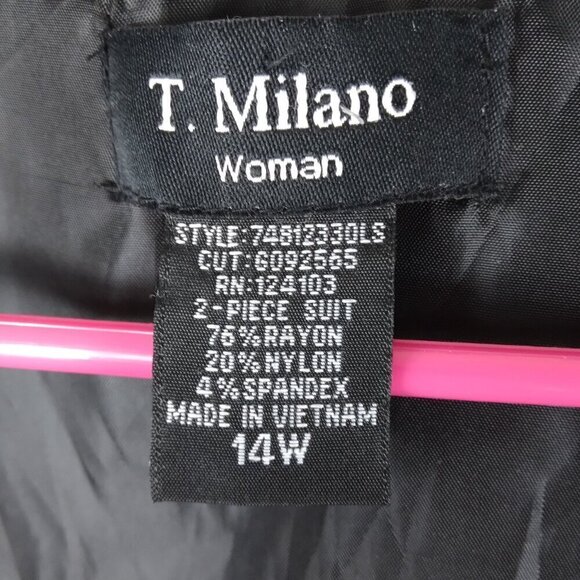 T. Milano
Woman
STYLE:74812330LS
CUT:6092565
RN:124103
2-PIECE SUIT
76%RAYON
20%NYLON
4%SPANDEX
MADE IN VIETNAM
14W